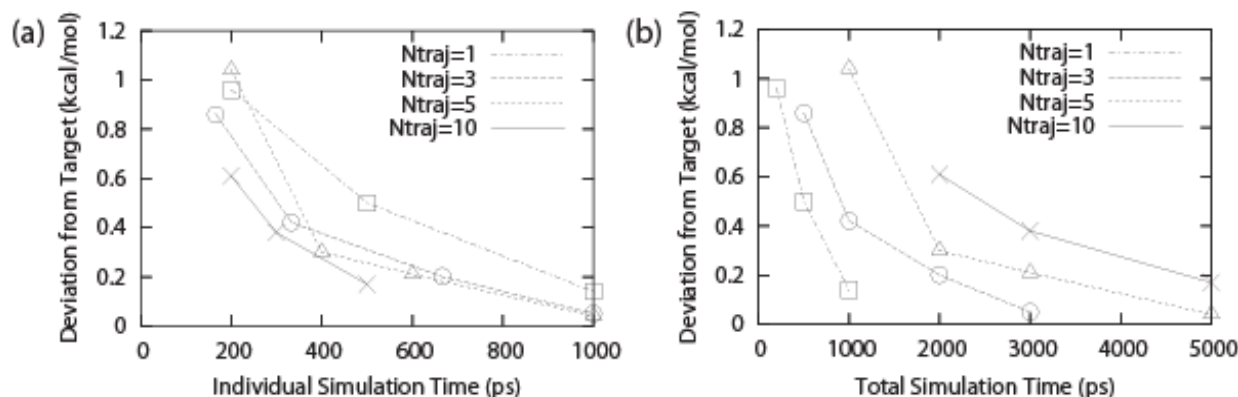 (a)
Deviation from Target (kcal/mol)
1.2
1
0.8
0.6
0.4
0.2
0
Ntraj=1
Ntraj=3
Ntraj=5
Ntraj=10
0 200 400 600 800 1000
Individual Simulation Time (ps)
(b)
Deviation from Target (kcal/mol)
1.2
1
0.8
0.6
0.4
0.2
0
Ntraj=1
Ntraj=3
Ntraj=5
Ntraj=10
0 1000 2000 3000 4000 5000
Total Simulation Time (ps)